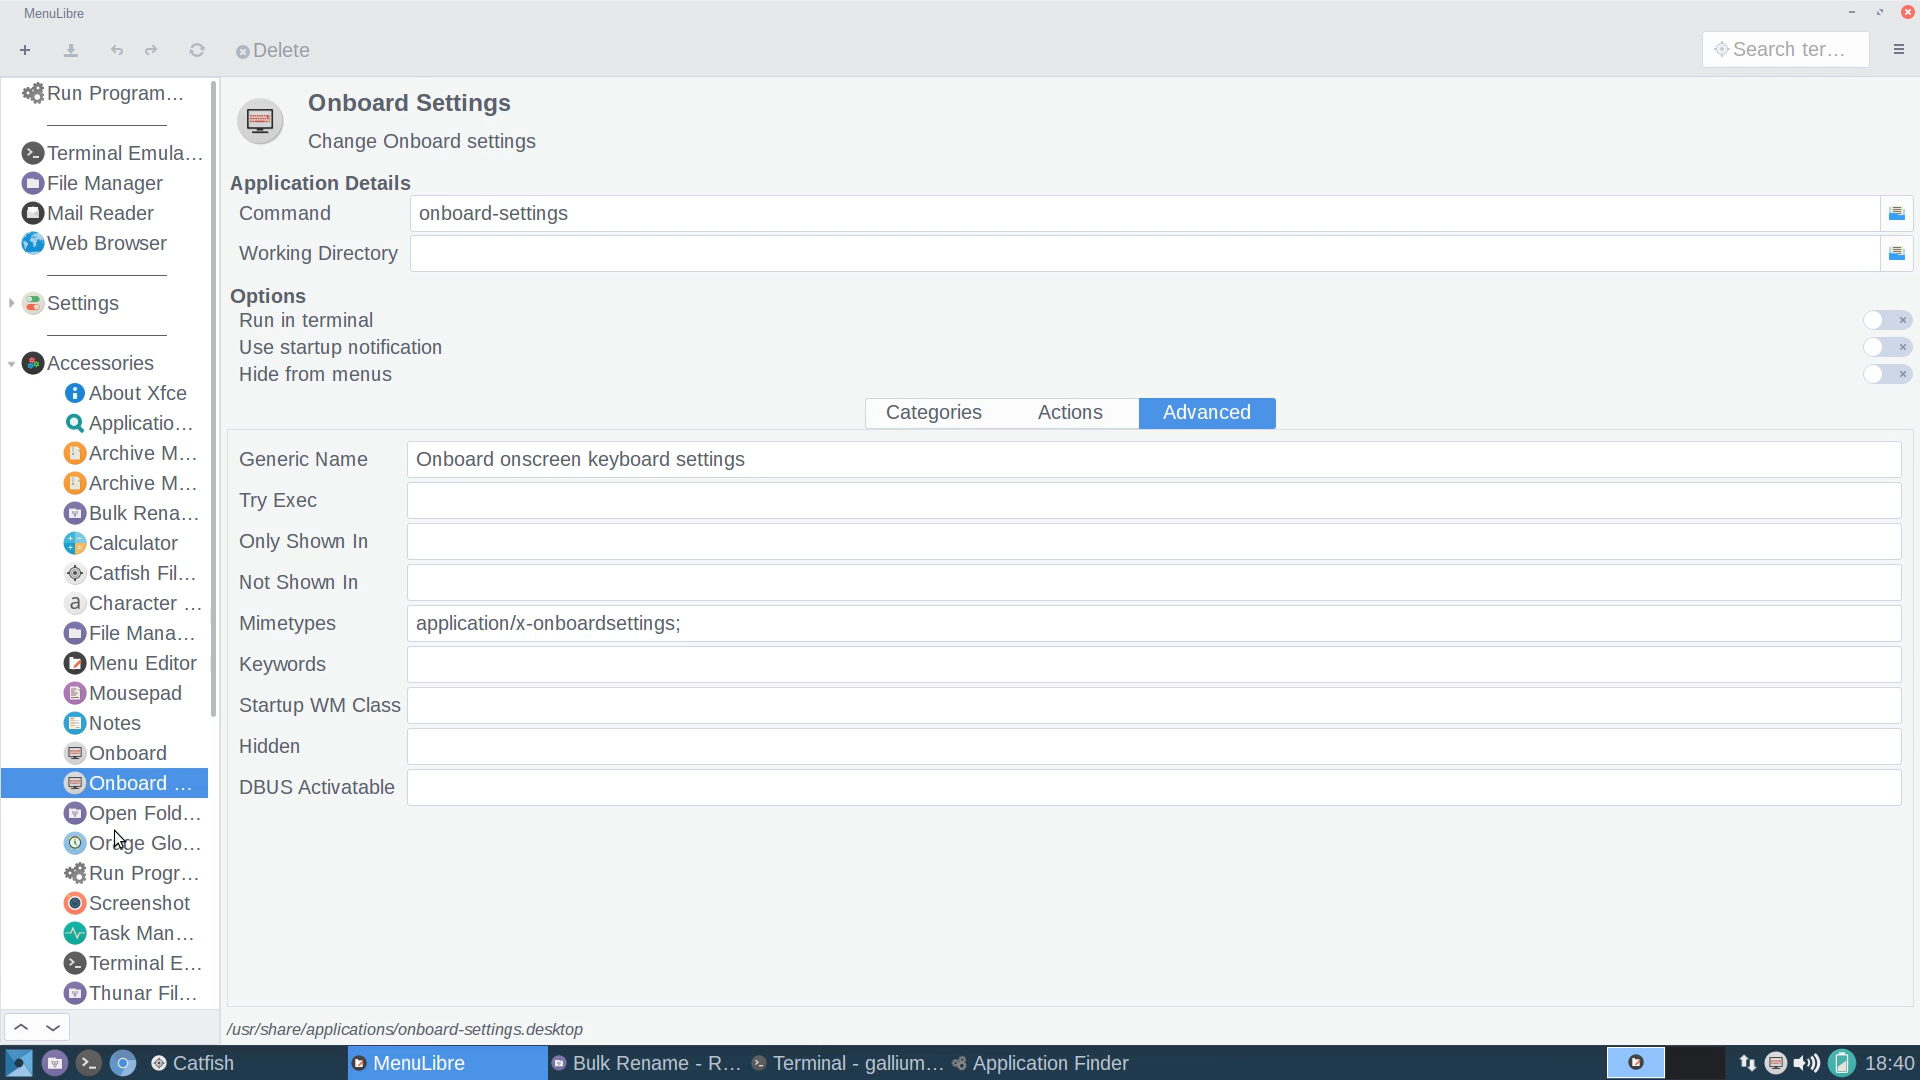 MenuLibre
Delete
Search ter...
Run Program...
Terminal Emula...
File Manager
Mail Reader
Web Browser
Settings
Accessories
About Xfce
Applicatio...
Archive M...
Archive M...
Bulk Rena...
Calculator
Catfish Fil...
Character ...
File Mana...
Menu Editor
Mousepad
Notes
Onboard
Onboard ...
Open Fold...
Orage Glo...
Run Progr...
Screenshot
Task Man...
Terminal E...
Thunar Fil...
Onboard Settings
Change Onboard settings
Application Details
Command onboard-settings
Working Directory
Options
Run in terminal
Use startup notification
Hide from menus
Categories Actions Advanced
Generic Name Onboard onscreen keyboard settings
Try Exec
Only Shown In
Not Shown In
Mimetypes application/x-onboardsettings;
Keywords
Startup WM Class
Hidden
DBUS Activatable
/usr/share/applications/onboard-settings.desktop
Catfish MenuLibre Bulk Rename - R... Terminal - gallium... Application Finder 18:40